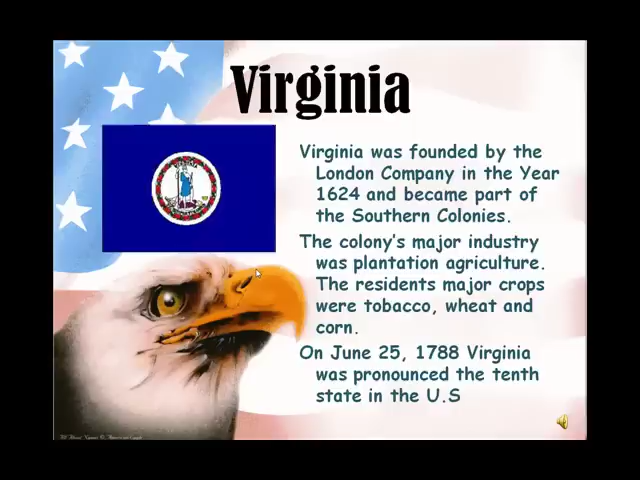 Virginia
Virginia was founded by the
London Company in the Year
1624 and became part of
the Southern Colonies.
The colony's major industry
was plantation agriculture.
The residents major crops
were tobacco, wheat and
corn.
On June 25, 1788 Virginia
was pronounced the tenth
state in the U.S